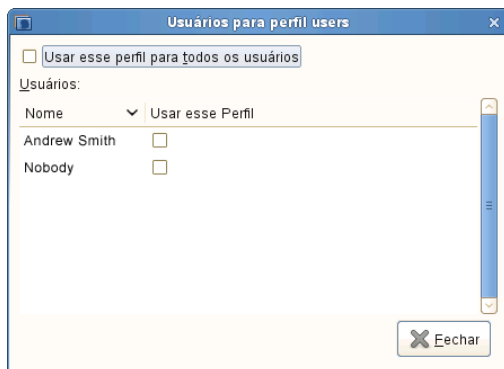 Usuários para perfil users
Usar esse perfil para todos os usuários
Usuários:
Nome Usar esse Perfil
Andrew Smith
Nobody
Fechar